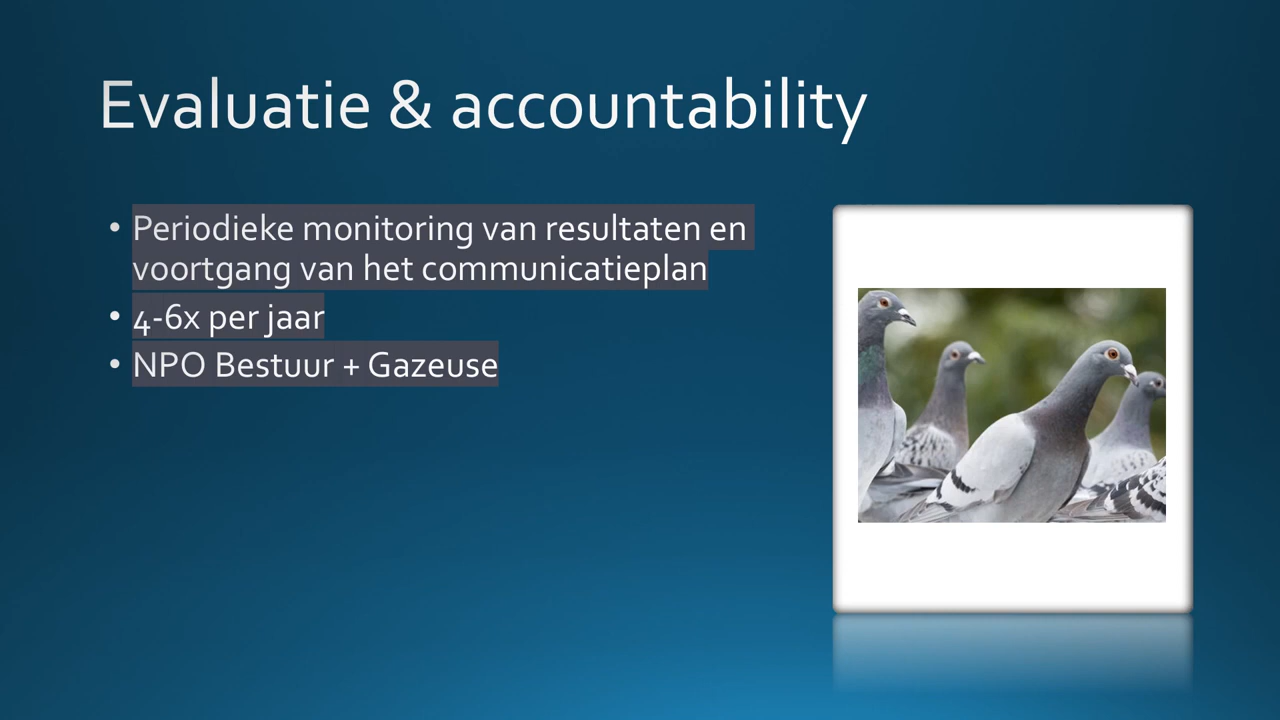 Evaluatie & accountability
• Periodieke monitoring van resultaten en
voortgang van het communicatieplan
• 4-6x per jaar
• NPO Bestuur + Gazeuse